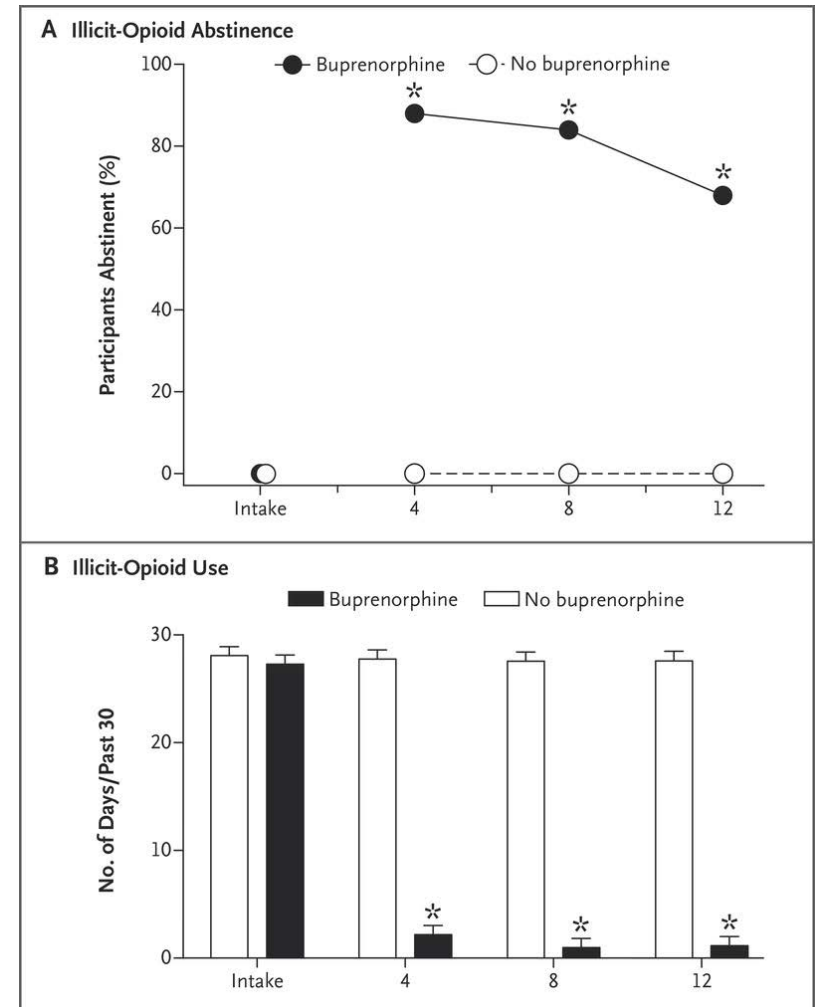 A Illicit-Opioid Abstinence
Buprenorphine No buprenorphine
Participants Abstinent (%)
100
80
60
40
20
0
* * *
Intake 4 8 12
B Illicit-Opioid Use
Buprenorphine No buprenorphine
No. of Days/Past 30
30
20
10
0
* * *
Intake 4 8 12